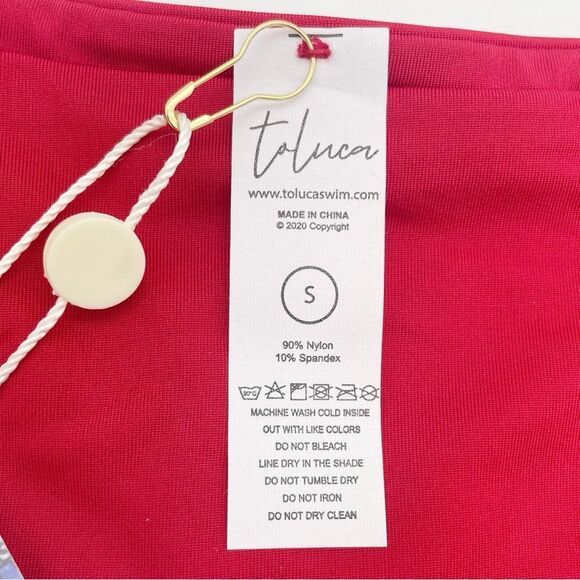 toluca
www.tolucaswim.com
MADE IN CHINA
© 2020 Copyright
S
90% Nylon
10% Spandex
30°C
MACHINE WASH COLD INSIDE
OUT WITH LIKE COLORS
DO NOT BLEACH
LINE DRY IN THE SHADE
DO NOT TUMBLE DRY
DO NOT IRON
DO NOT DRY CLEAN